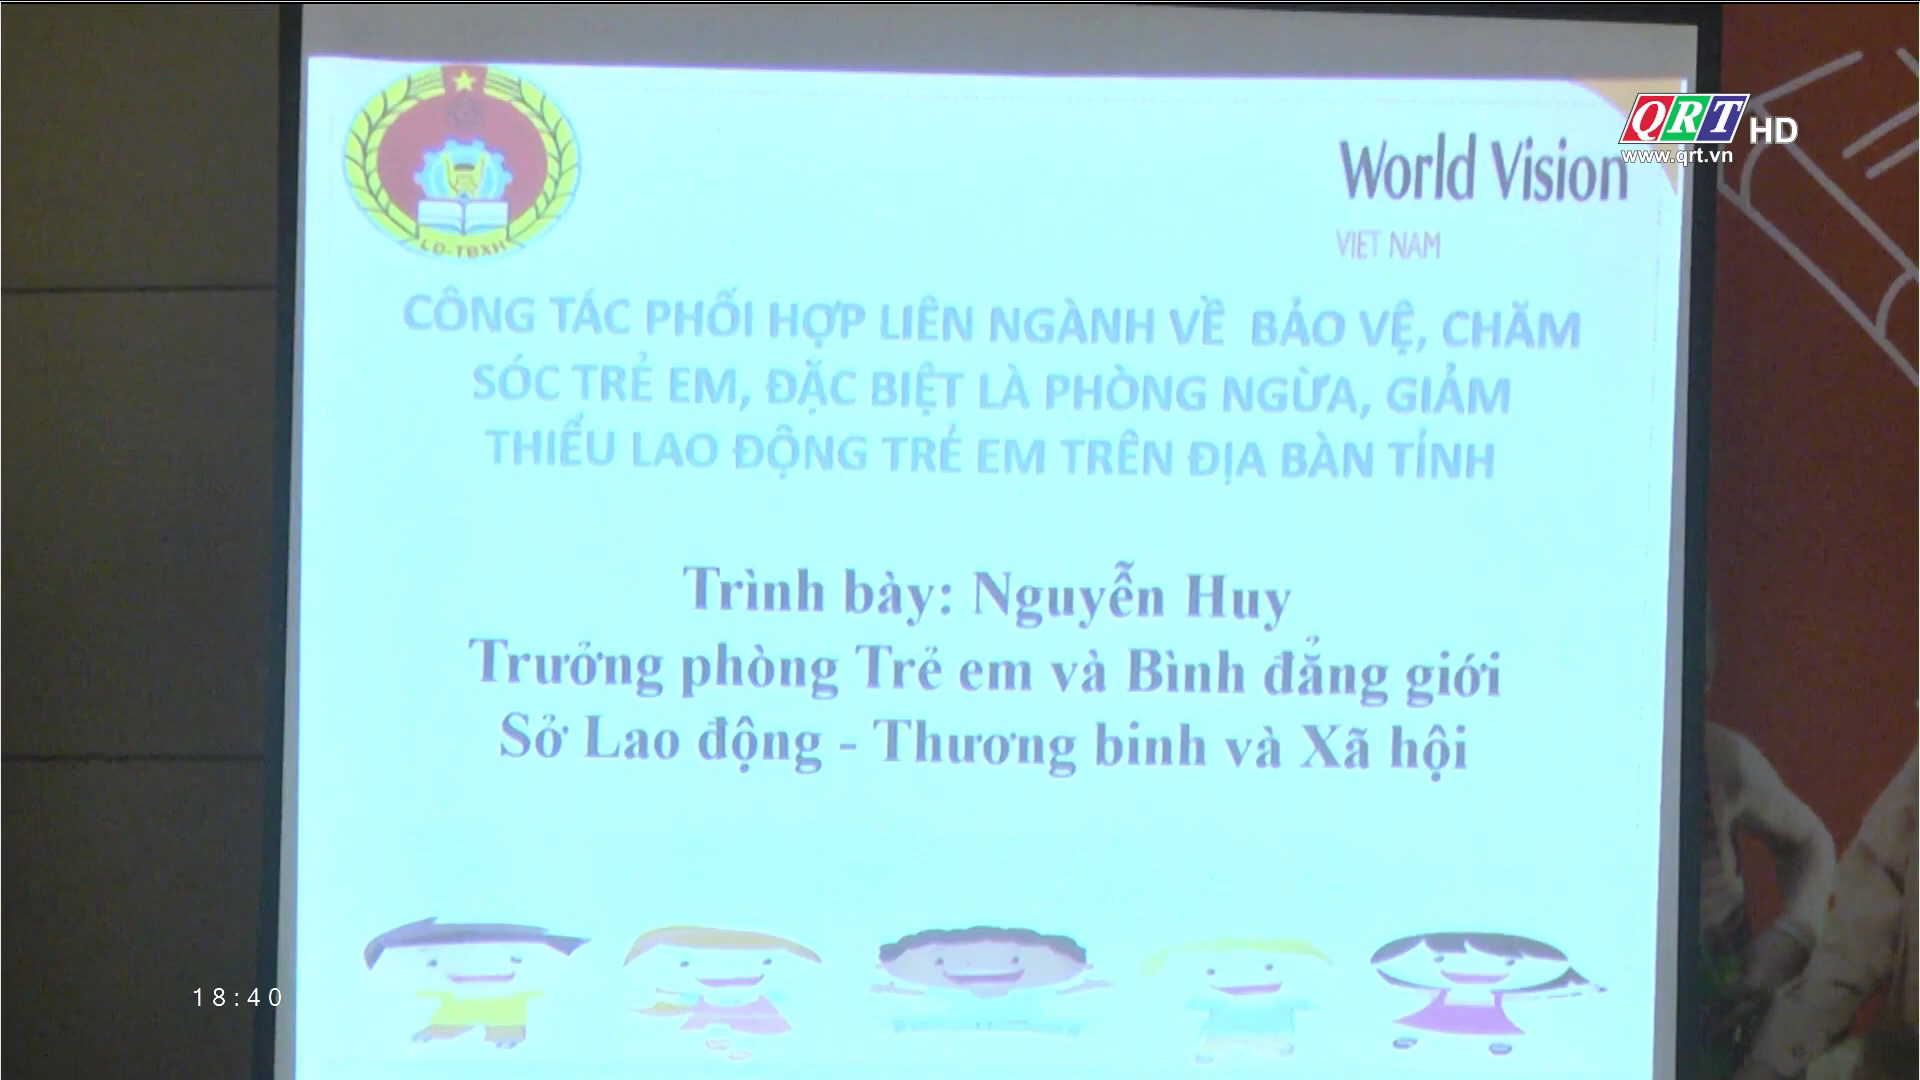 QRT HD
www.qrt.vn
World Vision
VIET NAM
LĐ-TBXH
CÔNG TÁC PHỐI HỢP LIÊN NGÀNH VỀ BẢO VỆ, CHĂM
SÓC TRẺ EM, ĐẶC BIỆT LÀ PHÒNG NGỪA, GIẢM
THIỂU LAO ĐỘNG TRẺ EM TRÊN ĐỊA BÀN TỈNH
Trình bày: Nguyễn Huy
Trưởng phòng Trẻ em và Bình đẳng giới
Sở Lao động - Thương binh và Xã hội
18:40